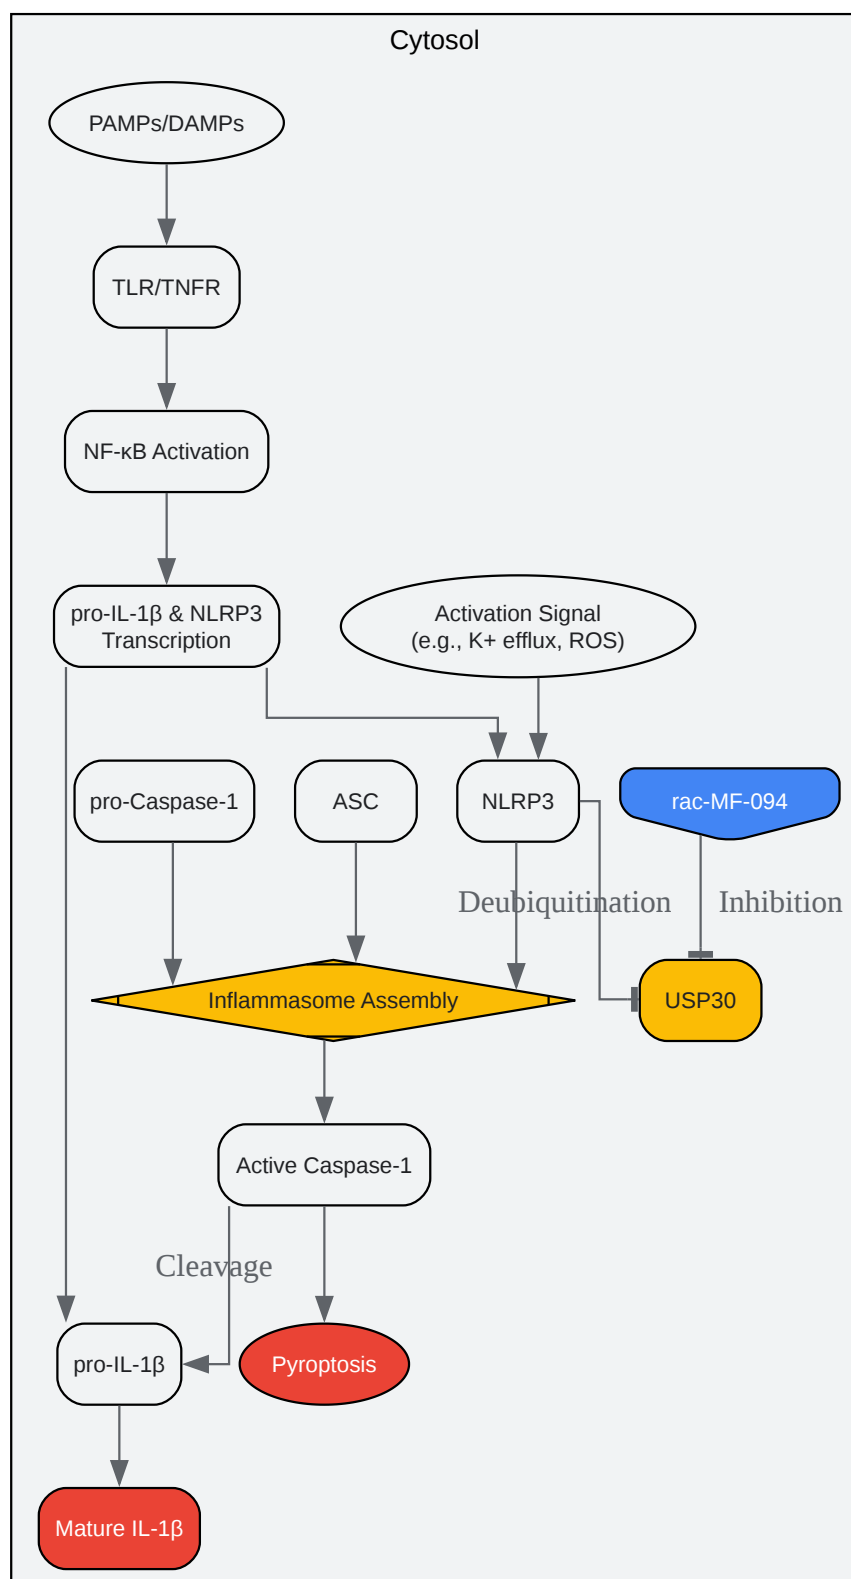 Cytosol
PAMPs/DAMPs
TLR/TNFR
NF-κB Activation
pro-IL-1β & NLRP3
Transcription
Activation Signal
(e.g., K+ efflux, ROS)
pro-Caspase-1
ASC
NLRP3
rac-MF-094
Deubiquitination
Inhibition
Inflammasome Assembly
USP30
Active Caspase-1
Cleavage
pro-IL-1β
Pyroptosis
Mature IL-1β